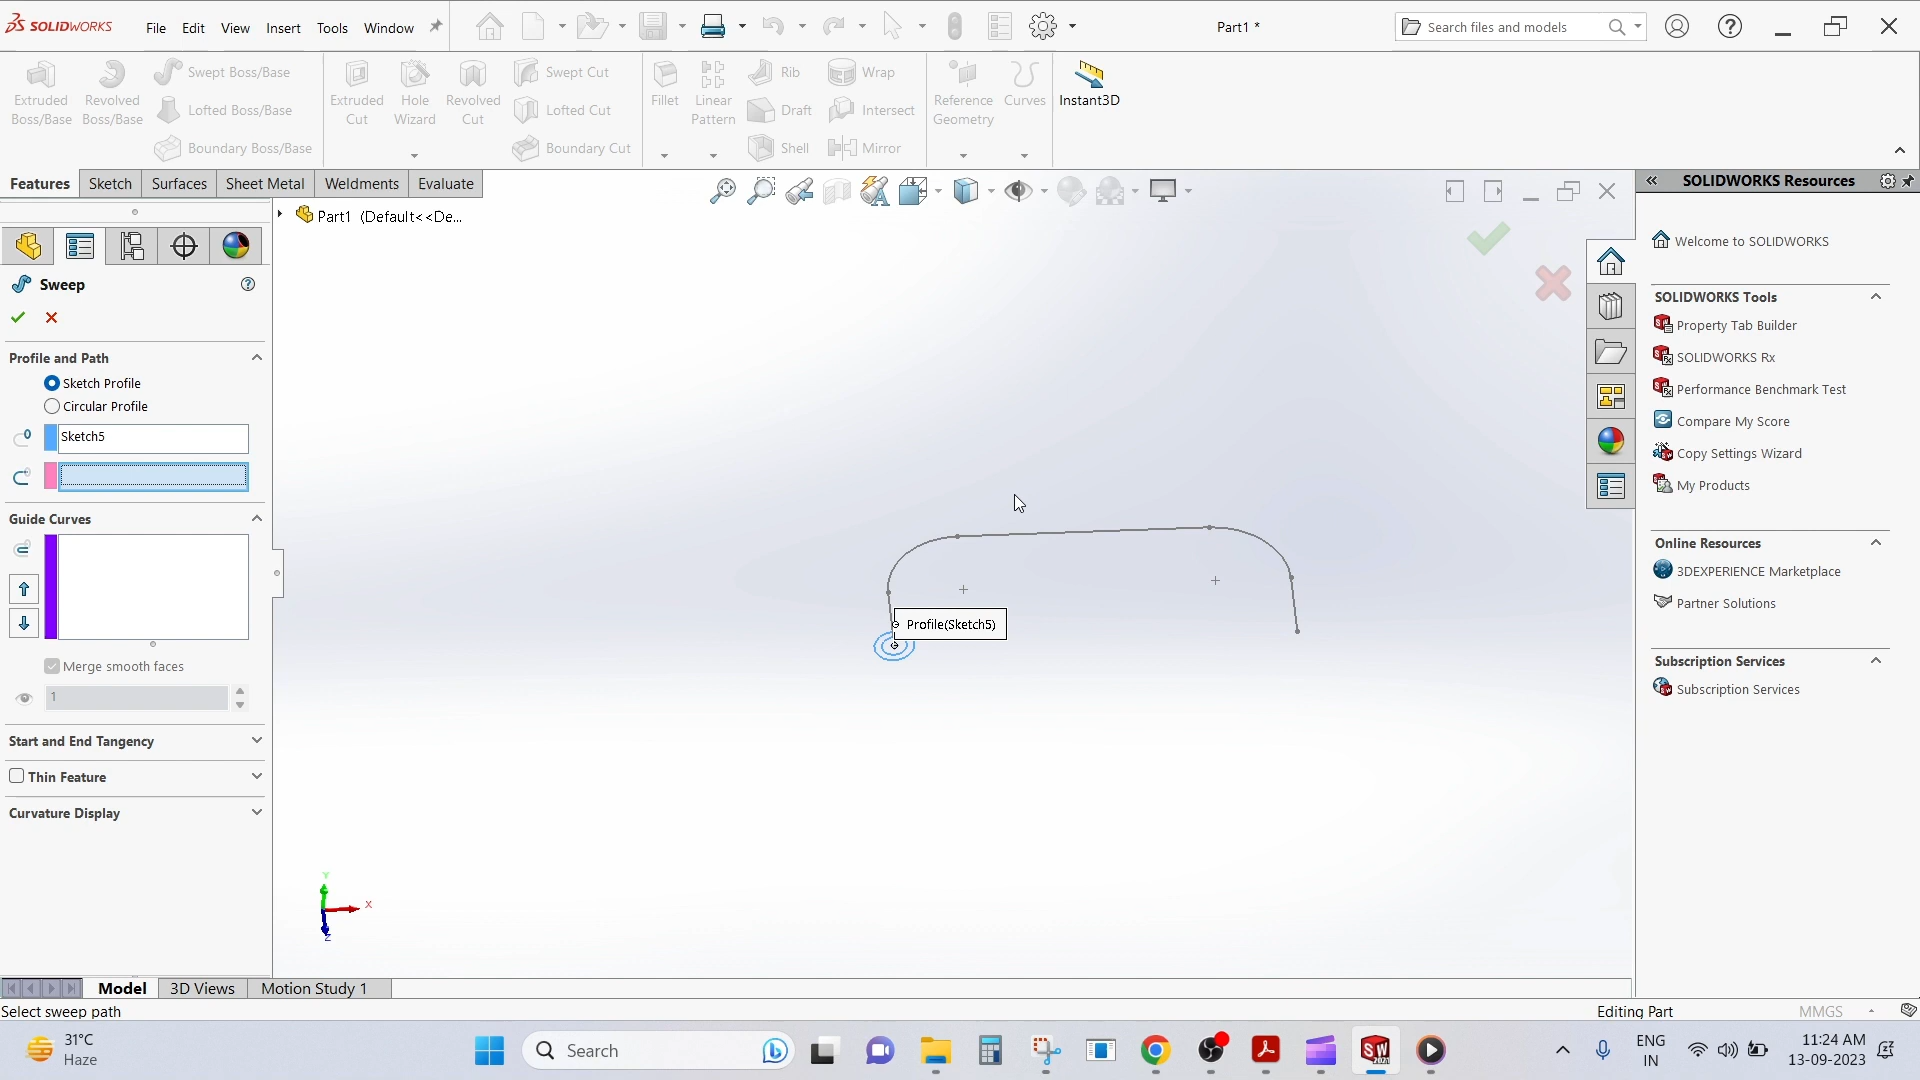 SOLIDWORKS File Edit View Insert Tools Window Part1 * Search files and models
Extruded Boss/Base
Revolved Boss/Base
Swept Boss/Base
Lofted Boss/Base
Boundary Boss/Base
Extruded Cut
Hole Wizard
Revolved Cut
Swept Cut
Lofted Cut
Boundary Cut
Fillet
Linear Pattern
Rib
Draft
Shell
Wrap
Intersect
Mirror
Reference Geometry
Curves
Instant3D
Features Sketch Surfaces Sheet Metal Weldments Evaluate
Part1 (Default<<De...
Sweep
Profile and Path
Sketch Profile
Circular Profile
Sketch5
Guide Curves
Merge smooth faces
1
Start and End Tangency
Thin Feature
Curvature Display
Profile(Sketch5)
Y
X
Z
SOLIDWORKS Resources
Welcome to SOLIDWORKS
SOLIDWORKS Tools
Property Tab Builder
SOLIDWORKS Rx
Performance Benchmark Test
Compare My Score
Copy Settings Wizard
My Products
Online Resources
3DEXPERIENCE Marketplace
Partner Solutions
Subscription Services
Subscription Services
Model 3D Views Motion Study 1
Select sweep path Editing Part MMGS
31°C
Haze
Search
SW
2021
ENG
IN
11:24 AM
13-09-2023